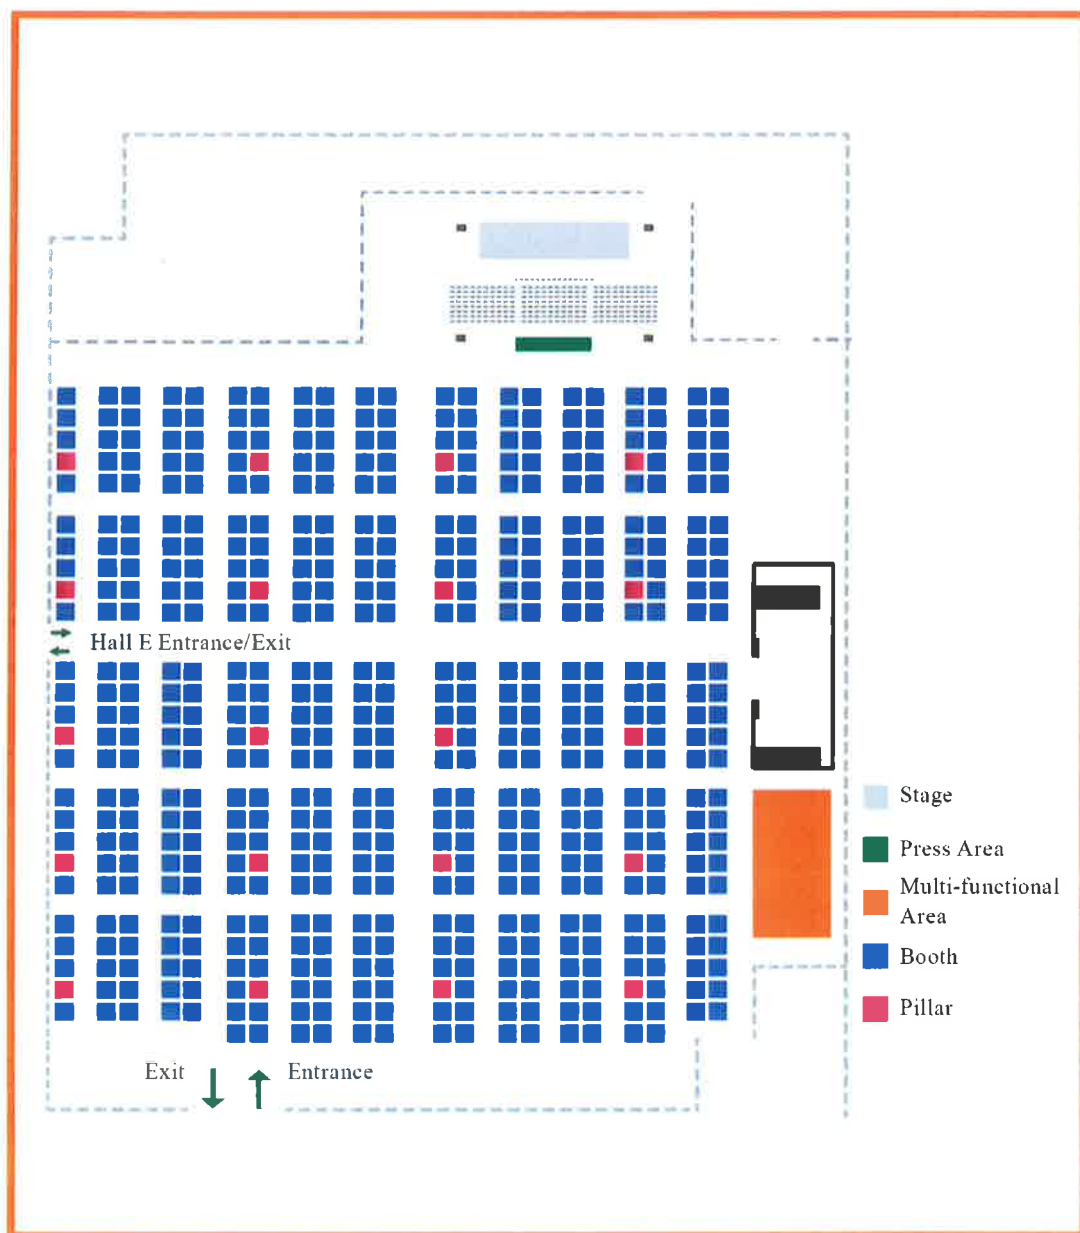 Hall E Entrance/Exit
Stage
Press Area
Multi-functional
Area
Booth
Pillar
Exit
Entrance